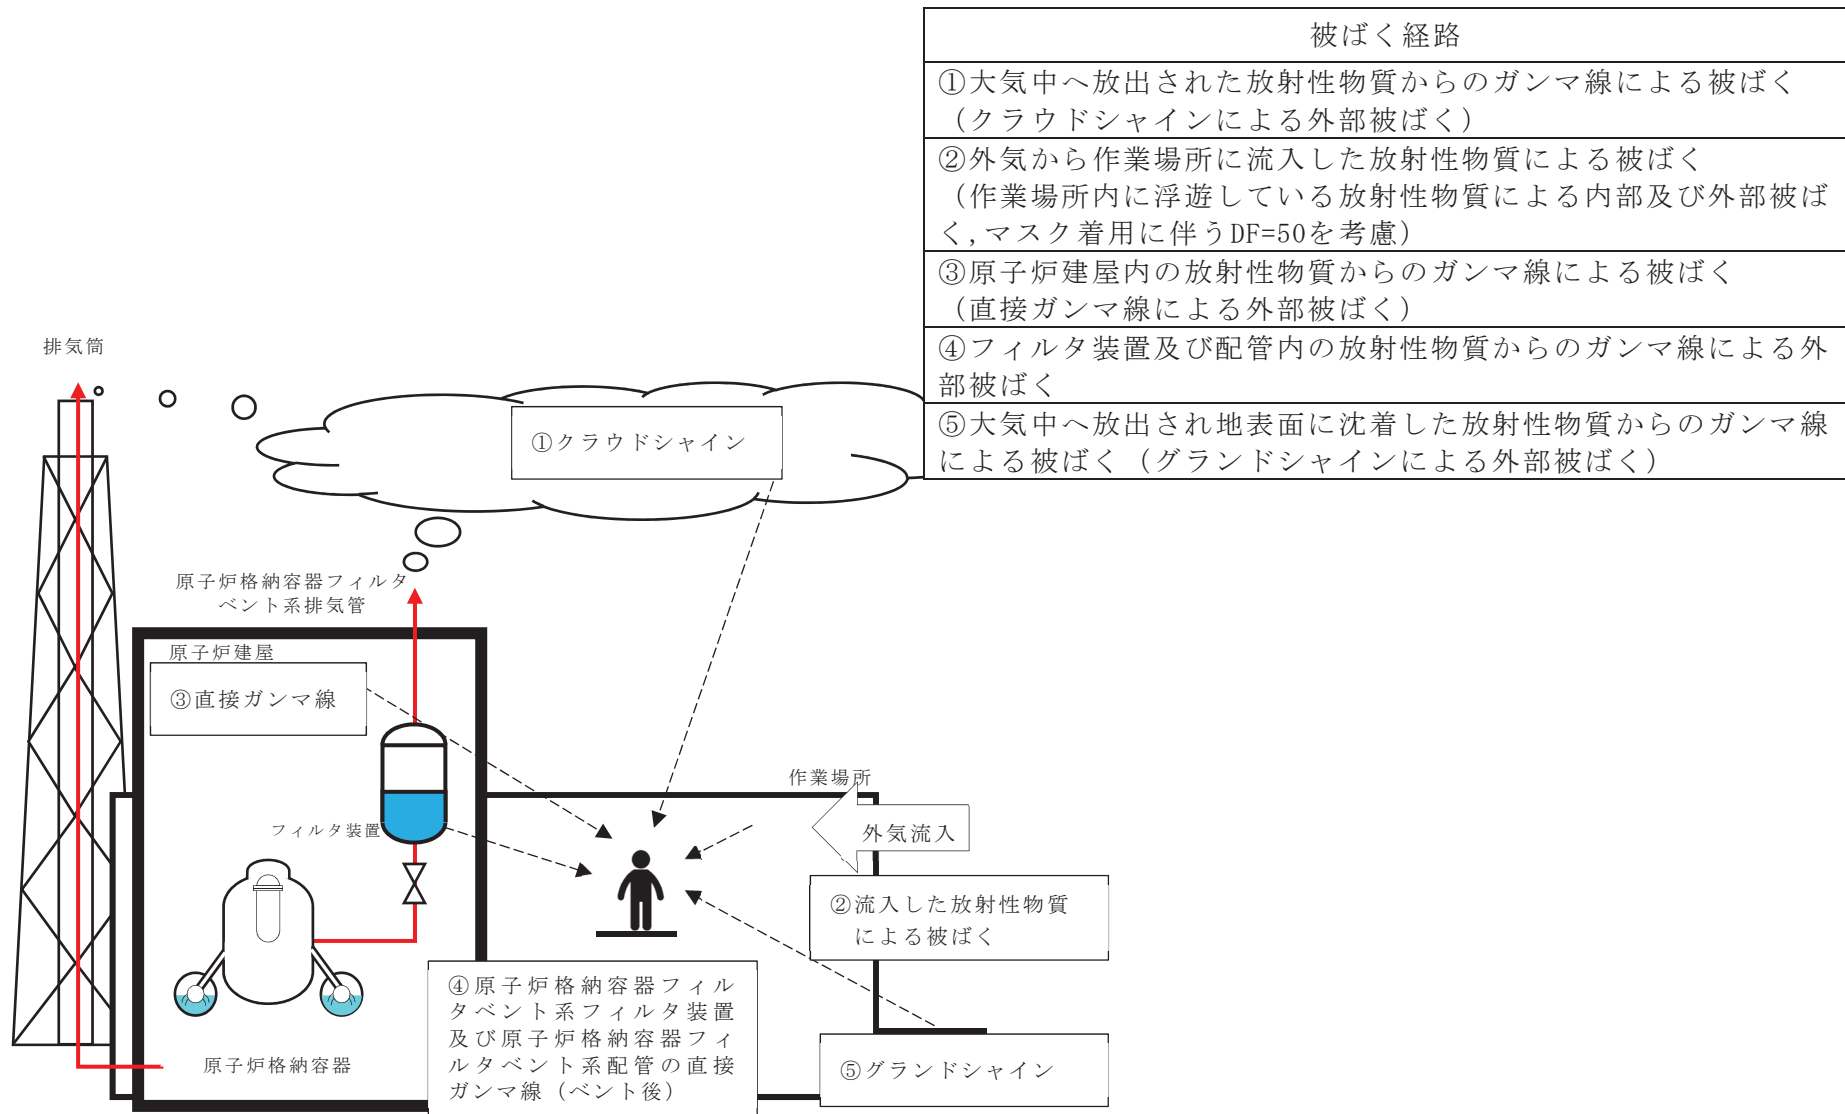 被ばく経路
①大気中へ放出された放射性物質からのガンマ線による被ばく
（クラウドシャインによる外部被ばく）
②外気から作業場所に流入した放射性物質による被ばく
（作業場所内に浮遊している放射性物質による内部及び外部被ば
く,マスク着用に伴うDF=50を考慮）
③原子炉建屋内の放射性物質からのガンマ線による被ばく
（直接ガンマ線による外部被ばく）
④フィルタ装置及び配管内の放射性物質からのガンマ線による外
部被ばく
⑤大気中へ放出され地表面に沈着した放射性物質からのガンマ線
による被ばく（グランドシャインによる外部被ばく）
排気筒
①クラウドシャイン
原子炉格納容器フィルタ
ベント系排気管
原子炉建屋
③直接ガンマ線
作業場所
フィルタ装置
外気流入
②流入した放射性物質
による被ばく
④原子炉格納容器フィル
タベント系フィルタ装置
及び原子炉格納容器フィ
ルタベント系配管の直接
ガンマ線（ベント後）
原子炉格納容器
⑤グランドシャイン